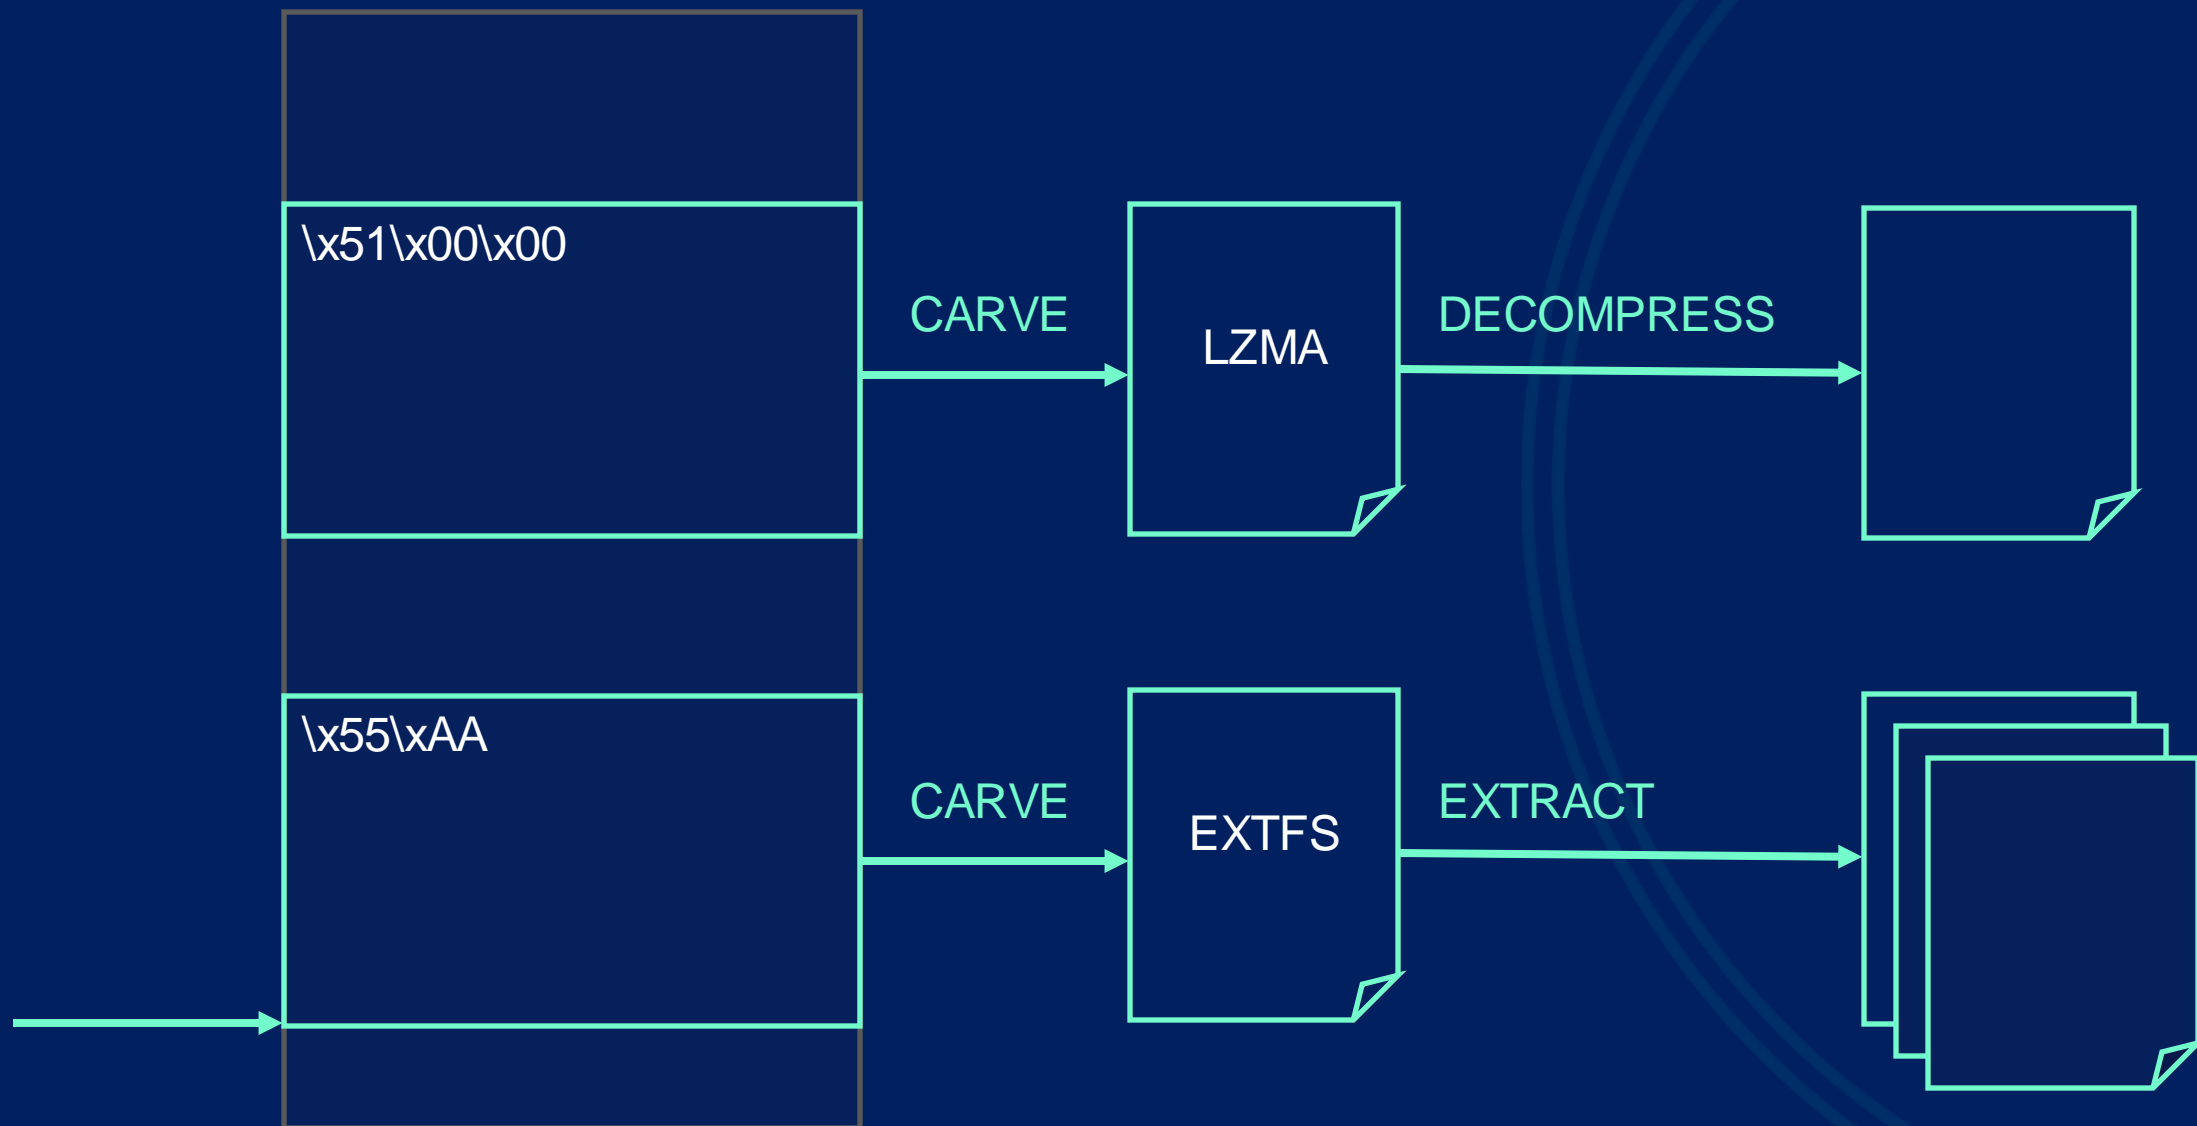 \x51\x00\x00
CARVE
LZMA
DECOMPRESS
\x55\xAA
CARVE
EXTFS
EXTRACT